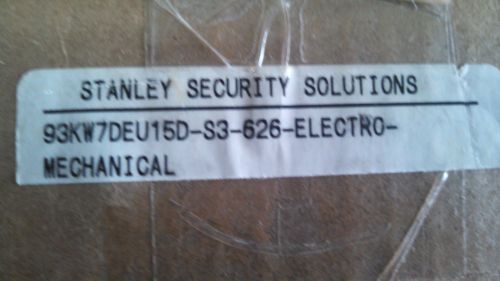 STANLEY SECURITY SOLUTIONS
93KW7DEU15D-S3-626-ELECTRO-
MECHANICAL